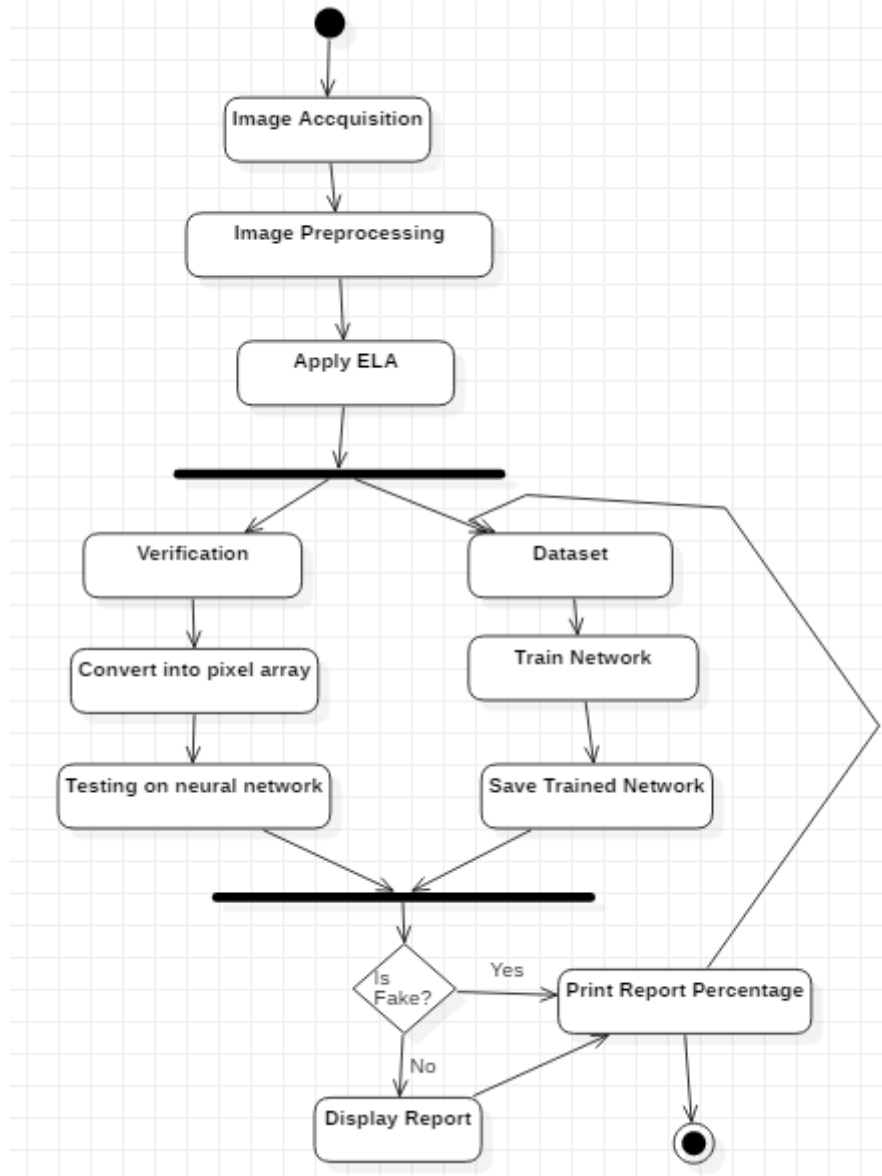 Image Accquisition
Image Preprocessing
Apply ELA
Verification
Dataset
Convert into pixel array
Train Network
Testing on neural network
Save Trained Network
Is
Fake?
Yes
Print Report Percentage
No
Display Report